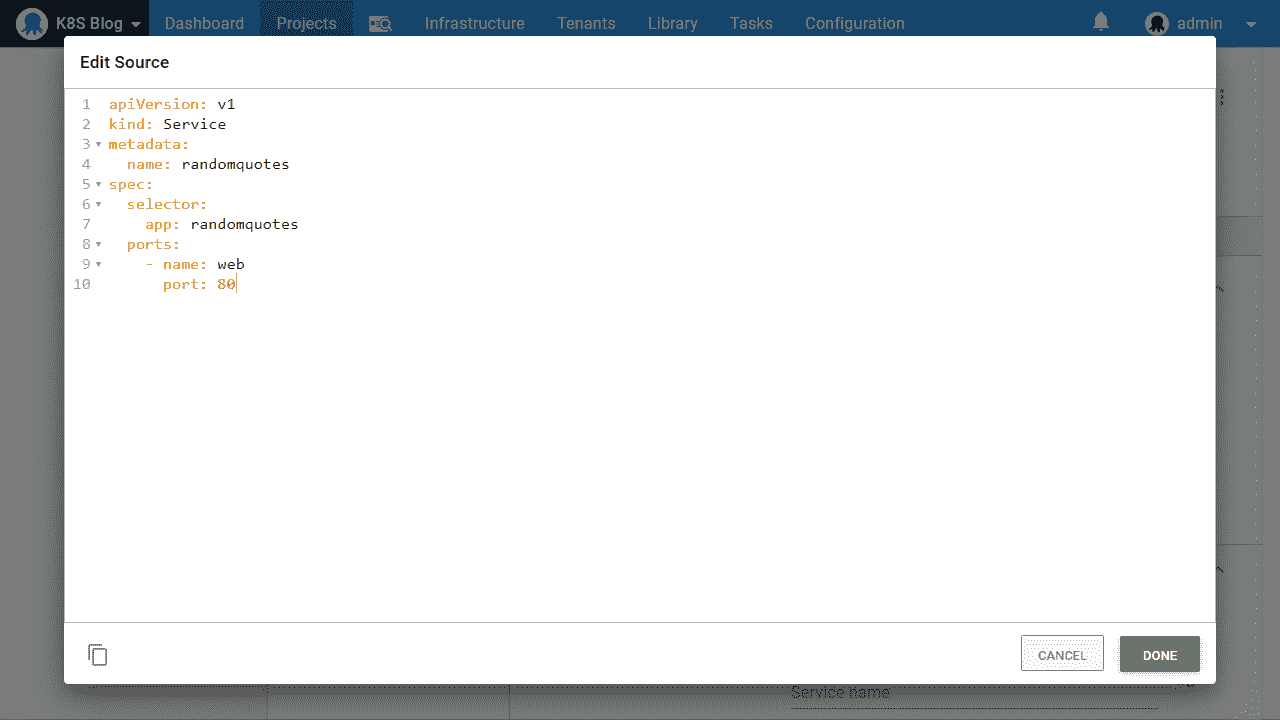 K8S Blog Dashboard Projects Infrastructure Tenants Library Tasks Configuration admin
Edit Source
1 apiVersion: v1
2 kind: Service
3 metadata:
4   name: randomquotes
5 spec:
6   selector:
7     app: randomquotes
8   ports:
9     - name: web
10       port: 80
CANCEL DONE
Service name